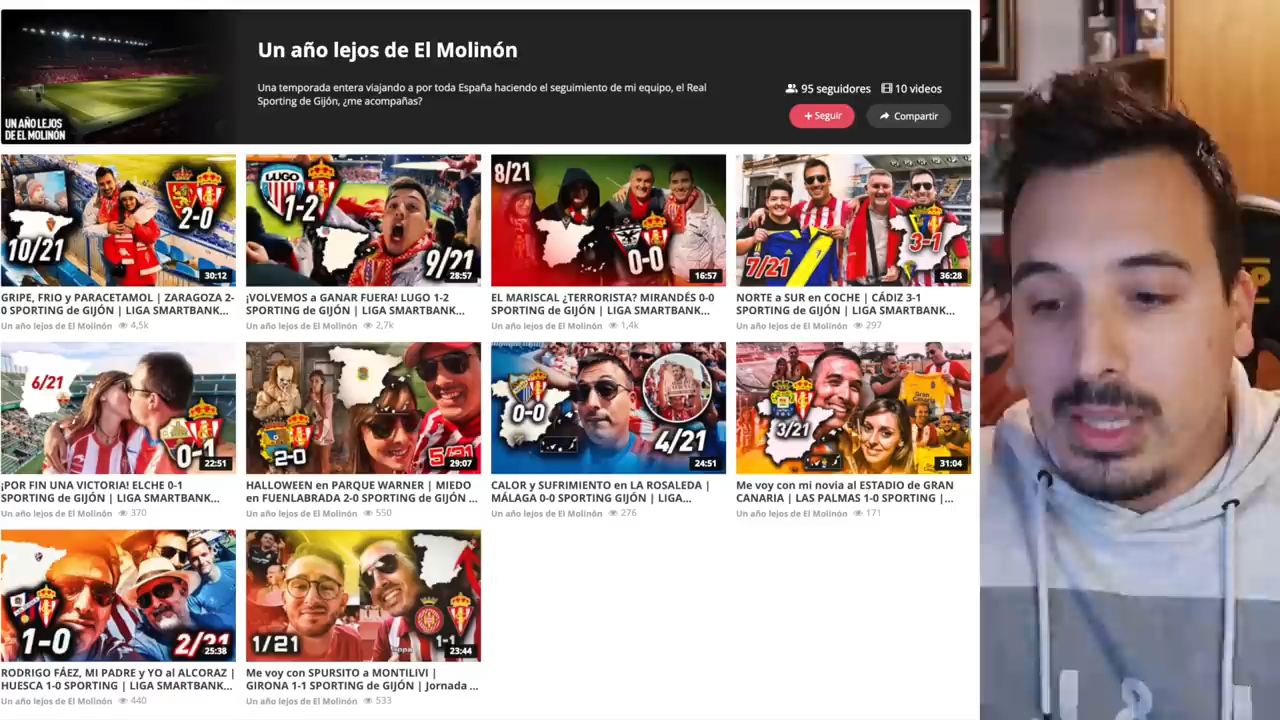 Un año lejos de El Molinón
Una temporada entera viajando a por toda España haciendo el seguimiento de mi equipo, el Real
Sporting de Gijón, ¿me acompañas?
95 seguidores
10 videos
+ Seguir
Compartir
UN AÑO LEJOS
DE EL MOLINÓN
2-0
10/21
30:12
GRIPE, FRIO y PARACETAMOL | ZARAGOZA 2-
0 SPORTING de GIJÓN | LIGA SMARTBANK...
Un año lejos de El Molinón 4,5k
LUGO
1-2
9/21
28:57
¡VOLVEMOS a GANAR FUERA! LUGO 1-2
SPORTING de GIJÓN | LIGA SMARTBANK...
Un año lejos de El Molinón 2,7k
8/21
0-0
16:57
EL MARISCAL ¿TERRORISTA? MIRANDÉS 0-0
SPORTING de GIJÓN | LIGA SMARTBANK...
Un año lejos de El Molinón 1,4k
3-1
7/21
36:28
NORTE a SUR en COCHE | CÁDIZ 3-1
SPORTING de GIJÓN | LIGA SMARTBANK...
Un año lejos de El Molinón 297
6/21
0-1
22:51
¡POR FIN UNA VICTORIA! ELCHE 0-1
SPORTING de GIJÓN | LIGA SMARTBANK...
Un año lejos de El Molinón 370
2-0
5/21
29:07
HALLOWEEN en PARQUE WARNER | MIEDO
en FUENLABRADA 2-0 SPORTING de GIJÓN ...
Un año lejos de El Molinón 550
0-0
4/21
24:51
CALOR y SUFRIMIENTO en LA ROSALEDA |
MÁLAGA 0-0 SPORTING GIJÓN | LIGA...
Un año lejos de El Molinón 276
Gran
Canaria
3/21
31:04
Me voy con mi novia al ESTADIO de GRAN
CANARIA | LAS PALMAS 1-0 SPORTING |...
Un año lejos de El Molinón 171
1-0
2/21
25:38
RODRIGO FÁEZ, MI PADRE y YO al ALCORAZ |
HUESCA 1-0 SPORTING | LIGA SMARTBANK...
Un año lejos de El Molinón 440
1/21
1-1
23:44
Me voy con SPURSITO a MONTILIVI |
GIRONA 1-1 SPORTING de GIJÓN | Jornada ...
Un año lejos de El Molinón 533